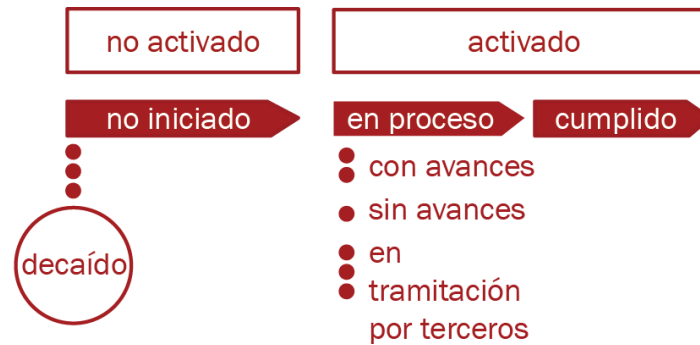 no activado
activado
no iniciado
en proceso
cumplido
con avances
sin avances
decaído
en
tramitación
por terceros